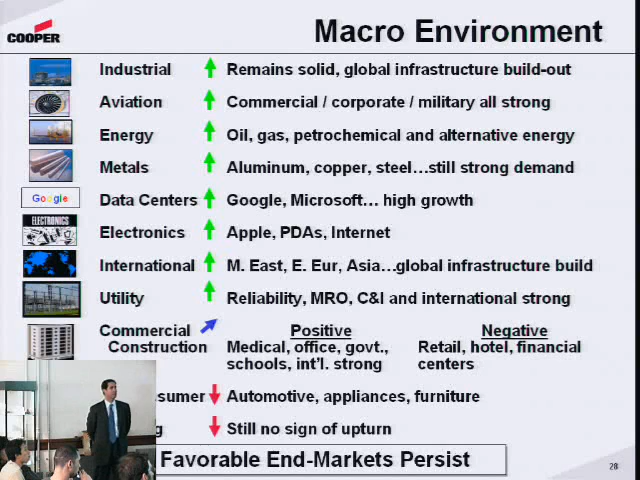 COOPER
Macro Environment
Industrial Remains solid, global infrastructure build-out
Aviation Commercial / corporate / military all strong
Energy Oil, gas, petrochemical and alternative energy
Metals Aluminum, copper, steel…still strong demand
Google Data Centers Google, Microsoft… high growth
ELECTRONICS Electronics Apple, PDAs, Internet
International M. East, E. Eur, Asia…global infrastructure build
Utility Reliability, MRO, C&I and international strong
Commercial Positive Negative
Construction Medical, office, govt., Retail, hotel, financial
schools, int'l. strong centers
sumer Automotive, appliances, furniture
g Still no sign of upturn
Favorable End-Markets Persist
28